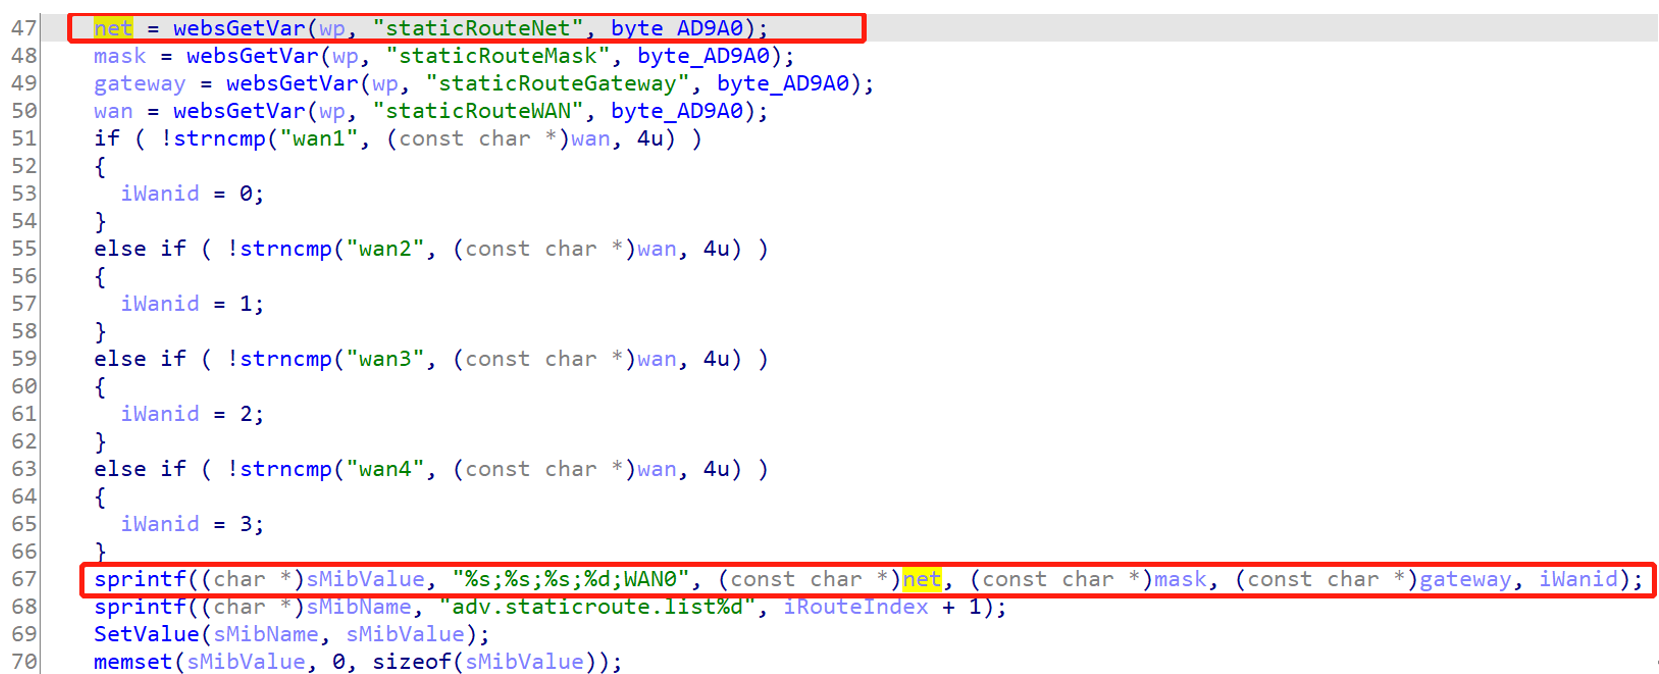 47 net = websGetVar(wp, "staticRouteNet", byte_AD9A0);
48 mask = websGetVar(wp, "staticRouteMask", byte_AD9A0);
49 gateway = websGetVar(wp, "staticRouteGateway", byte_AD9A0);
50 wan = websGetVar(wp, "staticRouteWAN", byte_AD9A0);
51 if ( !strncmp("wan1", (const char *)wan, 4u) )
52 {
53 iWanid = 0;
54 }
55 else if ( !strncmp("wan2", (const char *)wan, 4u) )
56 {
57 iWanid = 1;
58 }
59 else if ( !strncmp("wan3", (const char *)wan, 4u) )
60 {
61 iWanid = 2;
62 }
63 else if ( !strncmp("wan4", (const char *)wan, 4u) )
64 {
65 iWanid = 3;
66 }
67 sprintf((char *)sMibValue, "%s;%s;%s;%d;WAN0", (const char *)net, (const char *)mask, (const char *)gateway, iWanid);
68 sprintf((char *)sMibName, "adv.staticroute.list%d", iRouteIndex + 1);
69 SetValue(sMibName, sMibValue);
70 memset(sMibValue, 0, sizeof(sMibValue));